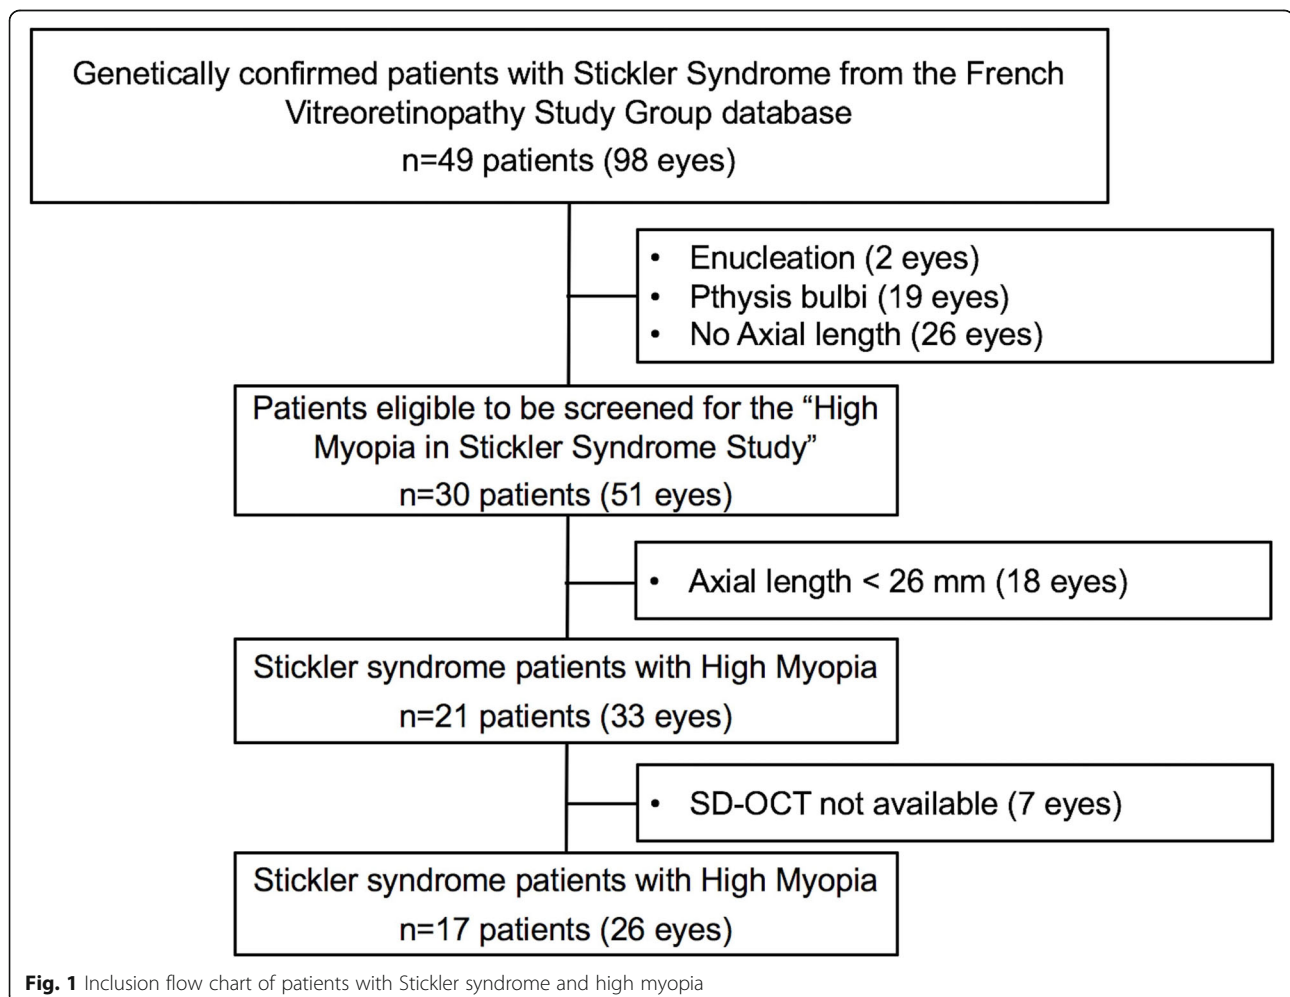 Genetically confirmed patients with Stickler Syndrome from the French
Vitreoretinopathy Study Group database
n=49 patients (98 eyes)
• Enucleation (2 eyes)
• Pthysis bulbi (19 eyes)
• No Axial length (26 eyes)
Patients eligible to be screened for the “High
Myopia in Stickler Syndrome Study”
n=30 patients (51 eyes)
• Axial length < 26 mm (18 eyes)
Stickler syndrome patients with High Myopia
n=21 patients (33 eyes)
• SD-OCT not available (7 eyes)
Stickler syndrome patients with High Myopia
n=17 patients (26 eyes)
Fig. 1 Inclusion flow chart of patients with Stickler syndrome and high myopia